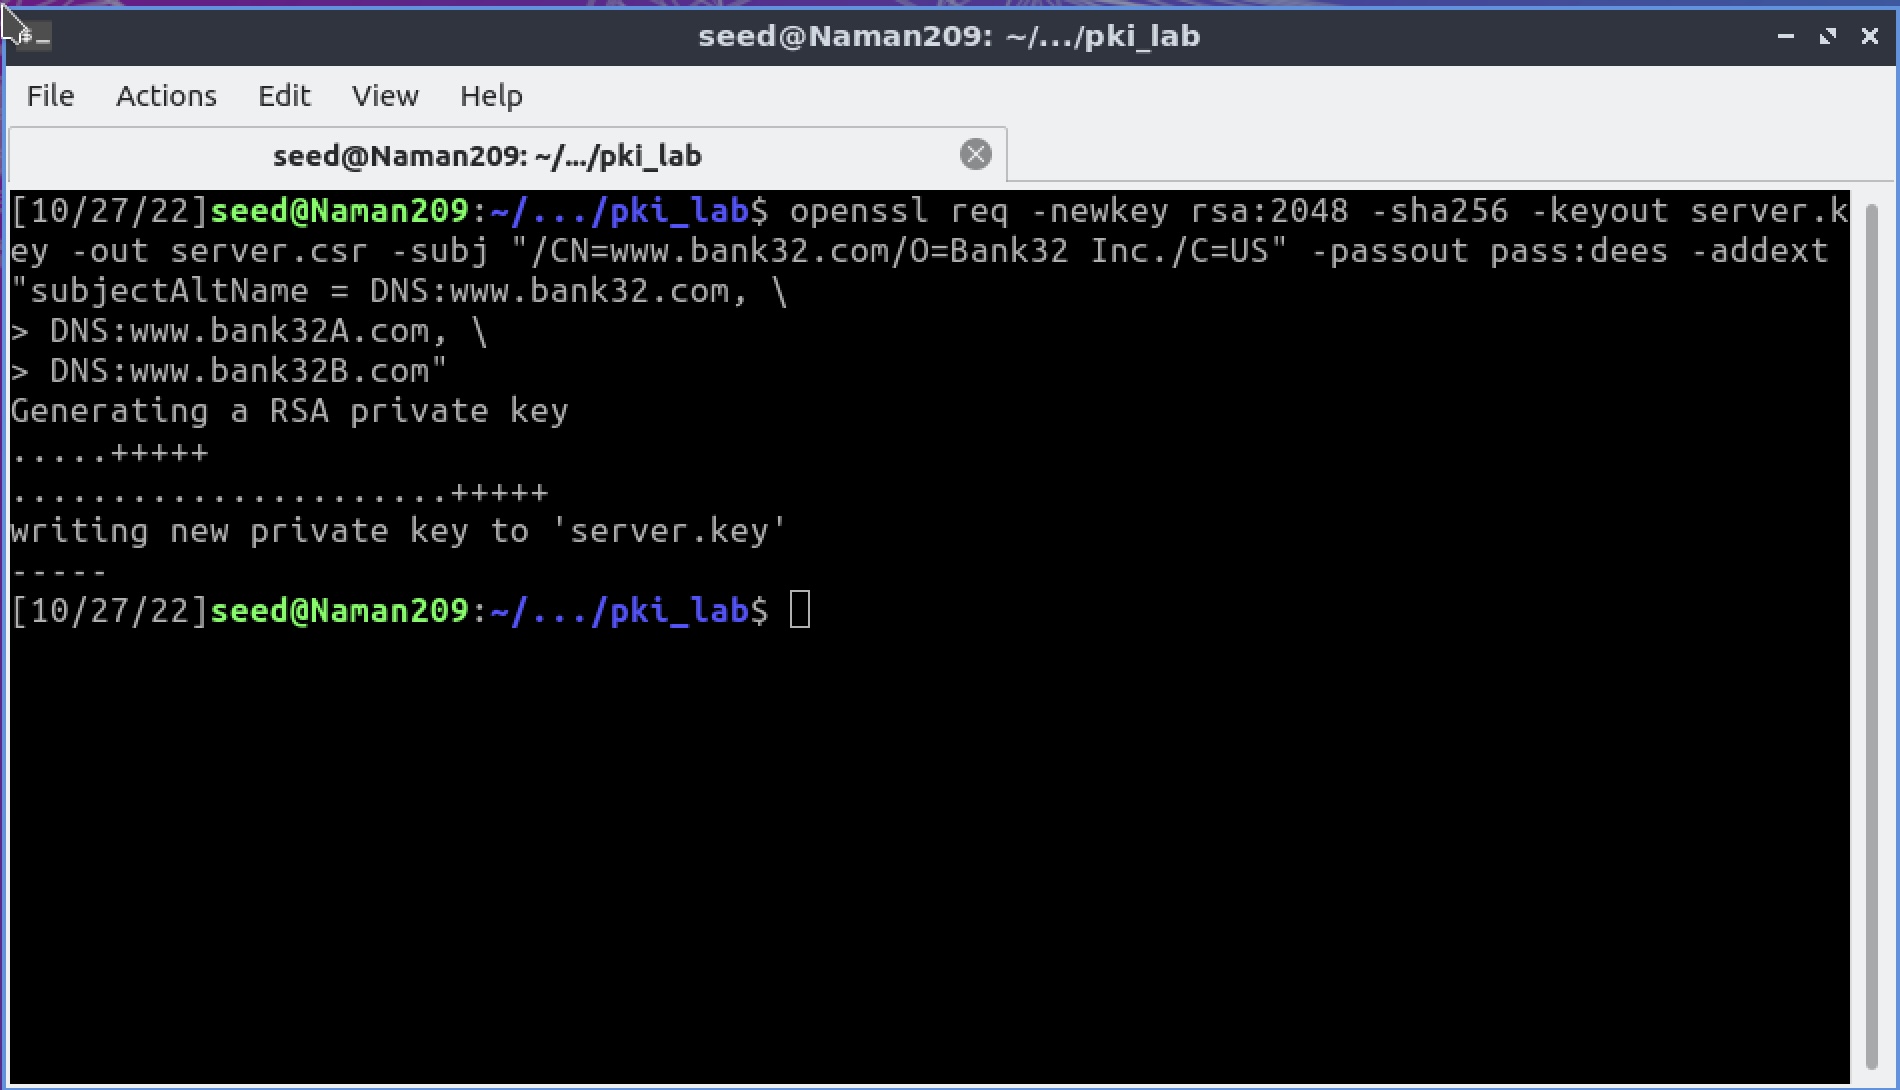 seed@Naman209: ~/.../pki_lab
File Actions Edit View Help
seed@Naman209: ~/.../pki_lab
[10/27/22]seed@Naman209:~/.../pki_lab$ openssl req -newkey rsa:2048 -sha256 -keyout server.k
ey -out server.csr -subj "/CN=www.bank32.com/O=Bank32 Inc./C=US" -passout pass:dees -addext
"subjectAltName = DNS:www.bank32.com, \
> DNS:www.bank32A.com, \
> DNS:www.bank32B.com"
Generating a RSA private key
.....+++++
......................+++++
writing new private key to 'server.key'
-----
[10/27/22]seed@Naman209:~/.../pki_lab$